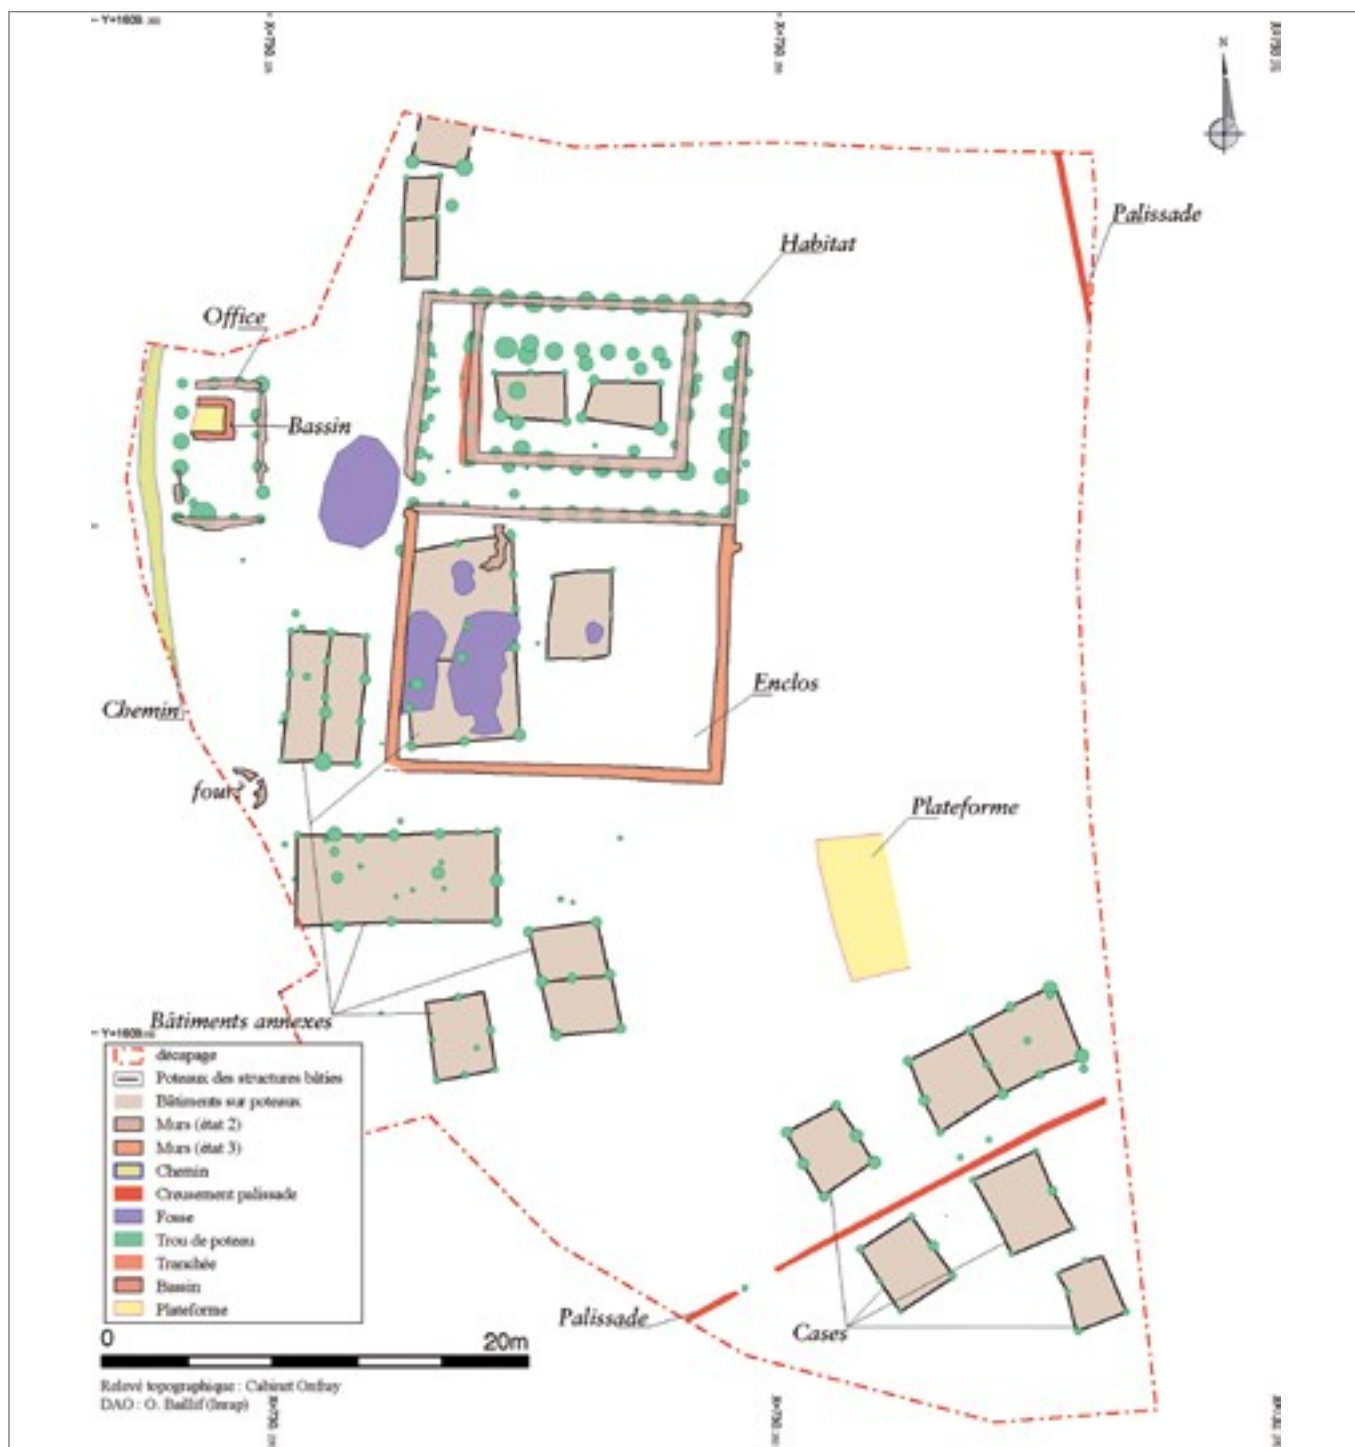 Palissade
Habitat
Office
Bassin
Enclos
Chemin
four?
Plateforme
Bâtiments annexes
décapage
Poteaux des structures bâties
Bâtiments sur poteaux
Murs (état 2)
Murs (état 3)
Chemin
Creusement palissade
Fosse
Trou de poteau
Tranchée
Bassin
Plateforme
Palissade
Cases
0 20m
Relevé topographique : Cabinet
DAO : O. Baillif (Inrap)